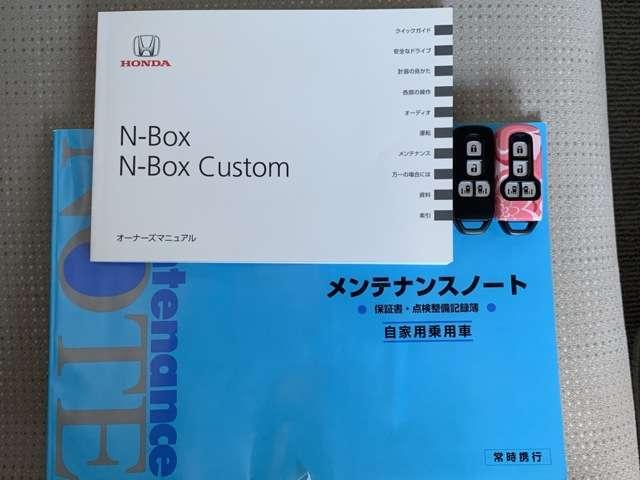 HONDA
N-Box
N-Box Custom
オーナーズマニュアル
クイックガイド
安全なドライブ
計器の見かた
各部の操作
オーディオ
運転
メンテナンス
万一の場合には
資料
索引
NOTE
ntenance
メンテナンスノート
保証書・点検整備記録簿
自家用乗用車
常時携行